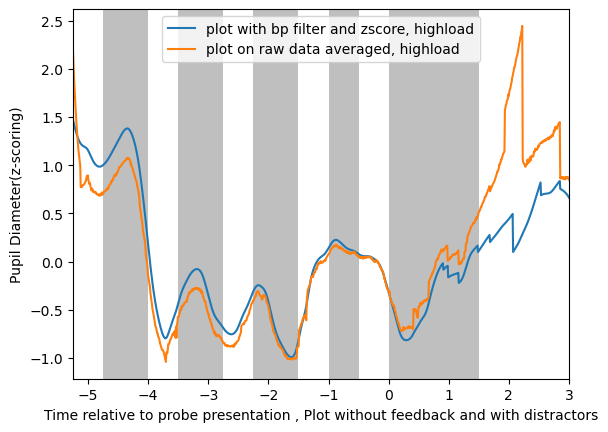 plot with bp filter and zscore, highload
plot on raw data averaged, highload
Pupil Diameter(z-scoring)
2.5
2.0
1.5
1.0
0.5
0.0
−0.5
−1.0
−5 −4 −3 −2 −1 0 1 2 3
Time relative to probe presentation , Plot without feedback and with distractors